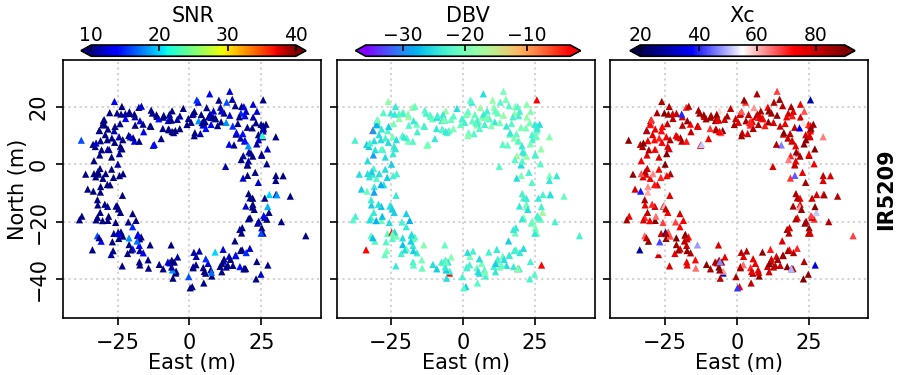 SNR DBV Xc
10 20 30 40 −30 −20 −10 20 40 60 80
20
0
−20
−40
North (m)
IR5209
−25 0 25 −25 0 25 −25 0 25
East (m) East (m) East (m)